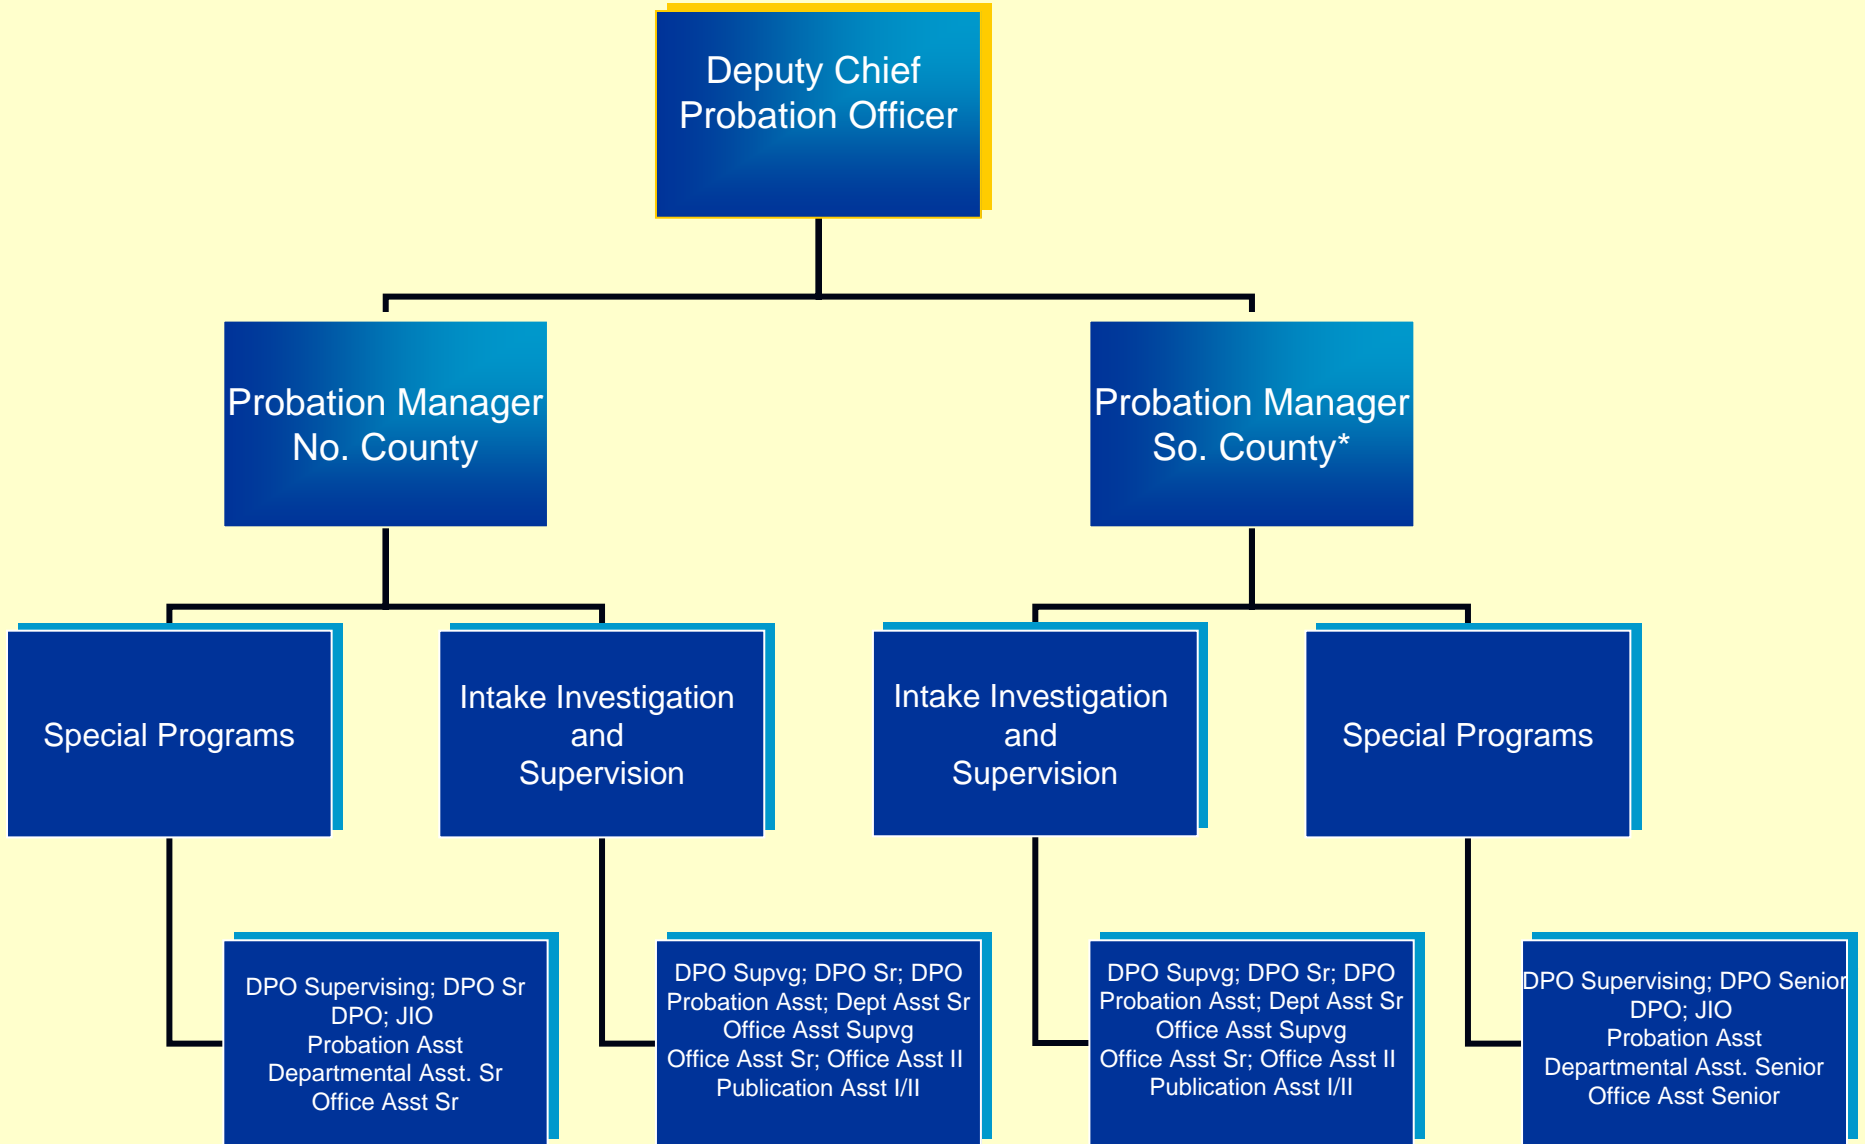 Deputy Chief
Probation Officer
Probation Manager
No. County
Probation Manager
So. County*
Special Programs
Intake Investigation
and
Supervision
Intake Investigation
and
Supervision
Special Programs
DPO Supervising; DPO Sr
DPO; JIO
Probation Asst
Departmental Asst. Sr
Office Asst Sr
DPO Supvg; DPO Sr; DPO
Probation Asst; Dept Asst Sr
Office Asst Supvg
Office Asst Sr; Office Asst II
Publication Asst I/II
DPO Supvg; DPO Sr; DPO
Probation Asst; Dept Asst Sr
Office Asst Supvg
Office Asst Sr; Office Asst II
Publication Asst I/II
DPO Supervising; DPO Senior
DPO; JIO
Probation Asst
Departmental Asst. Senior
Office Asst Senior